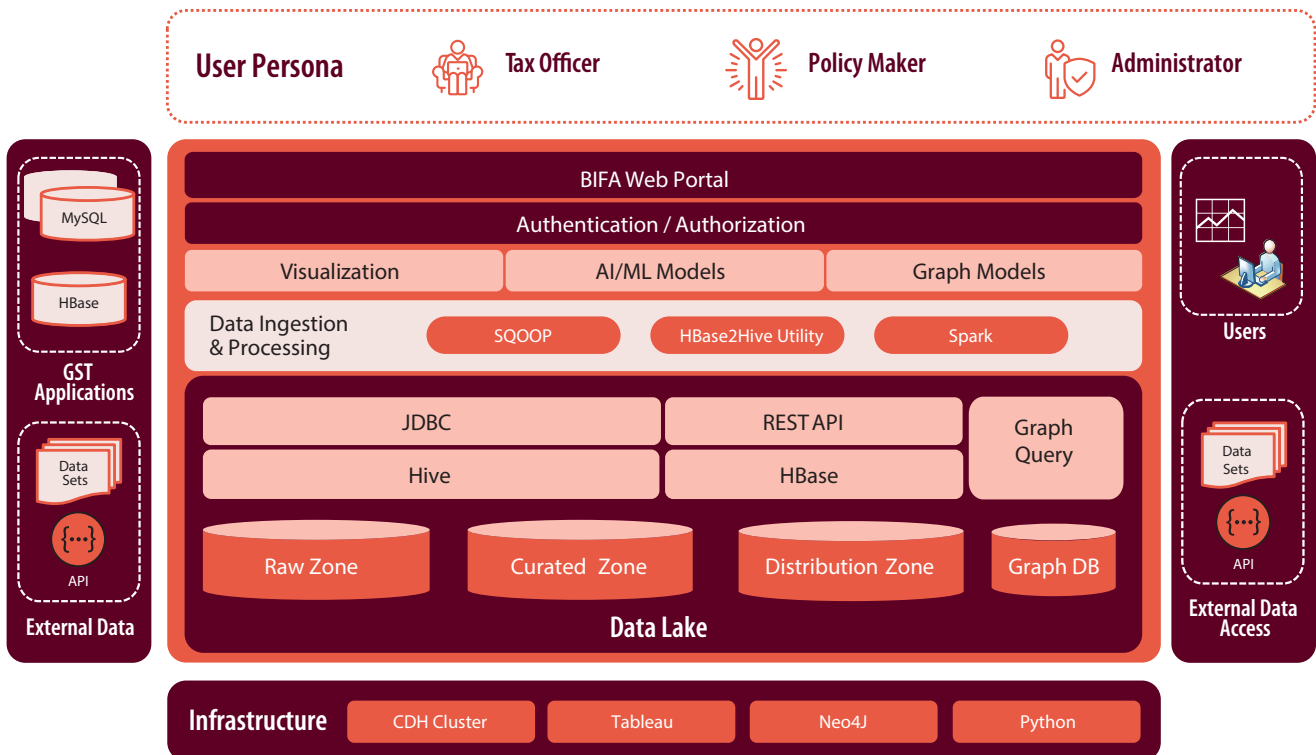 User Persona
Tax Officer
Policy Maker
Administrator
MySQL
HBase
GST
Applications
Data
Sets
{...}
API
External Data
BIFA Web Portal
Authentication / Authorization
Visualization
AI/ML Models
Graph Models
Data Ingestion
& Processing
SQOOP
HBase2Hive Utility
Spark
JDBC
REST API
Graph
Query
Hive
HBase
Raw Zone
Curated Zone
Distribution Zone
Graph DB
Data Lake
Users
Data
Sets
{...}
API
External Data
Access
Infrastructure
CDH Cluster
Tableau
Neo4J
Python